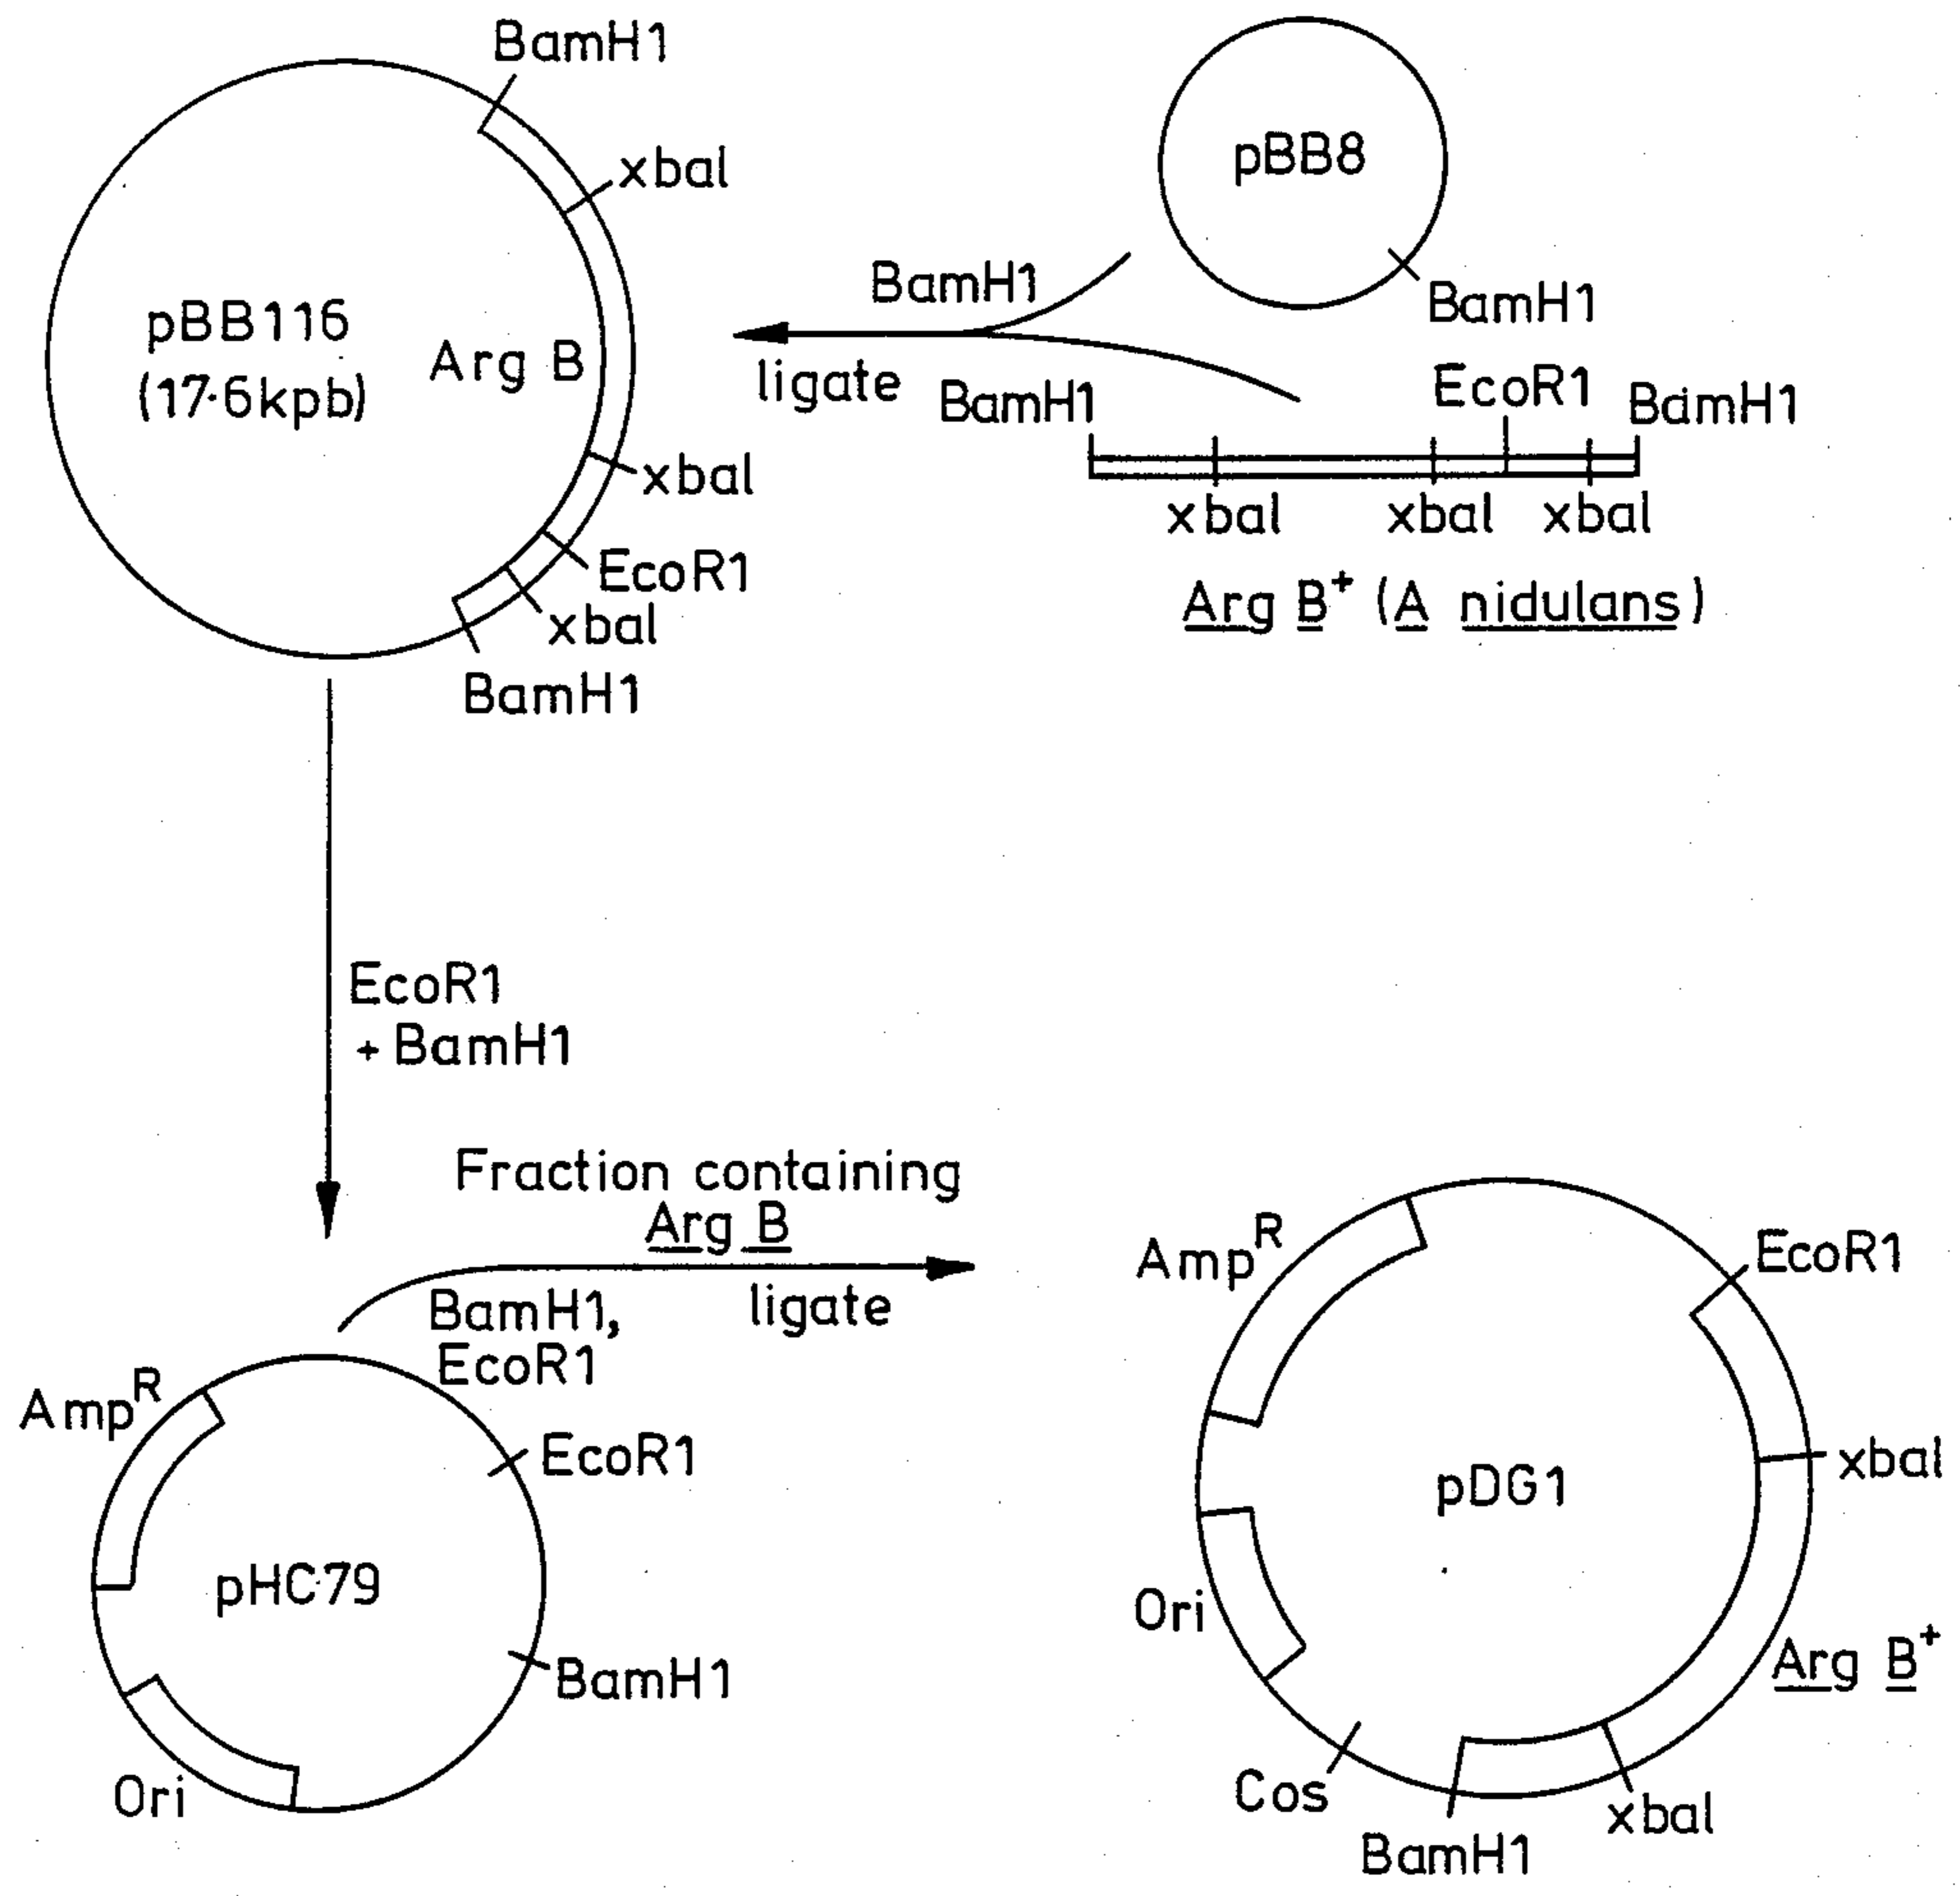 BamH1
xbal
pBB116
(17·6kpb)
Arg B
xbal
EcoR1
xbal
BamH1
pBB8
BamH1
BamH1
ligate
BamH1
EcoR1
BamH1
xbal
xbal
xbal
Arg B+ (A nidulans)
EcoR1
+ BamH1
Fraction containing
Arg B
BamH1,
EcoR1
ligate
AmpR
EcoR1
pHC79
BamH1
Ori
AmpR
EcoR1
xbal
pDG1
Ori
Arg B+
Cos
xbal
BamH1